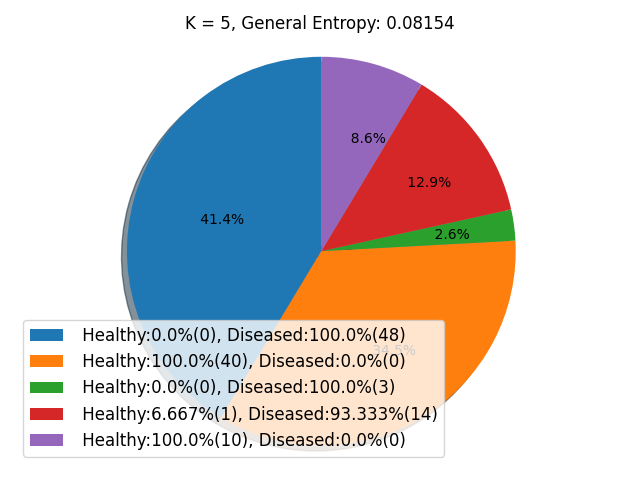 K = 5, General Entropy: 0.08154
8.6%
12.9%
41.4%
2.6%
34.5%
Healthy:0.0%(0), Diseased:100.0%(48)
Healthy:100.0%(40), Diseased:0.0%(0)
Healthy:0.0%(0), Diseased:100.0%(3)
Healthy:6.667%(1), Diseased:93.333%(14)
Healthy:100.0%(10), Diseased:0.0%(0)